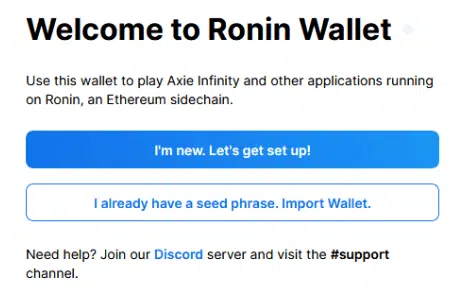 Welcome to Ronin Wallet
Use this wallet to play Axie Infinity and other applications running
on Ronin, an Ethereum sidechain.
I'm new. Let's get set up!
I already have a seed phrase. Import Wallet.
Need help? Join our Discord server and visit the #support
channel.